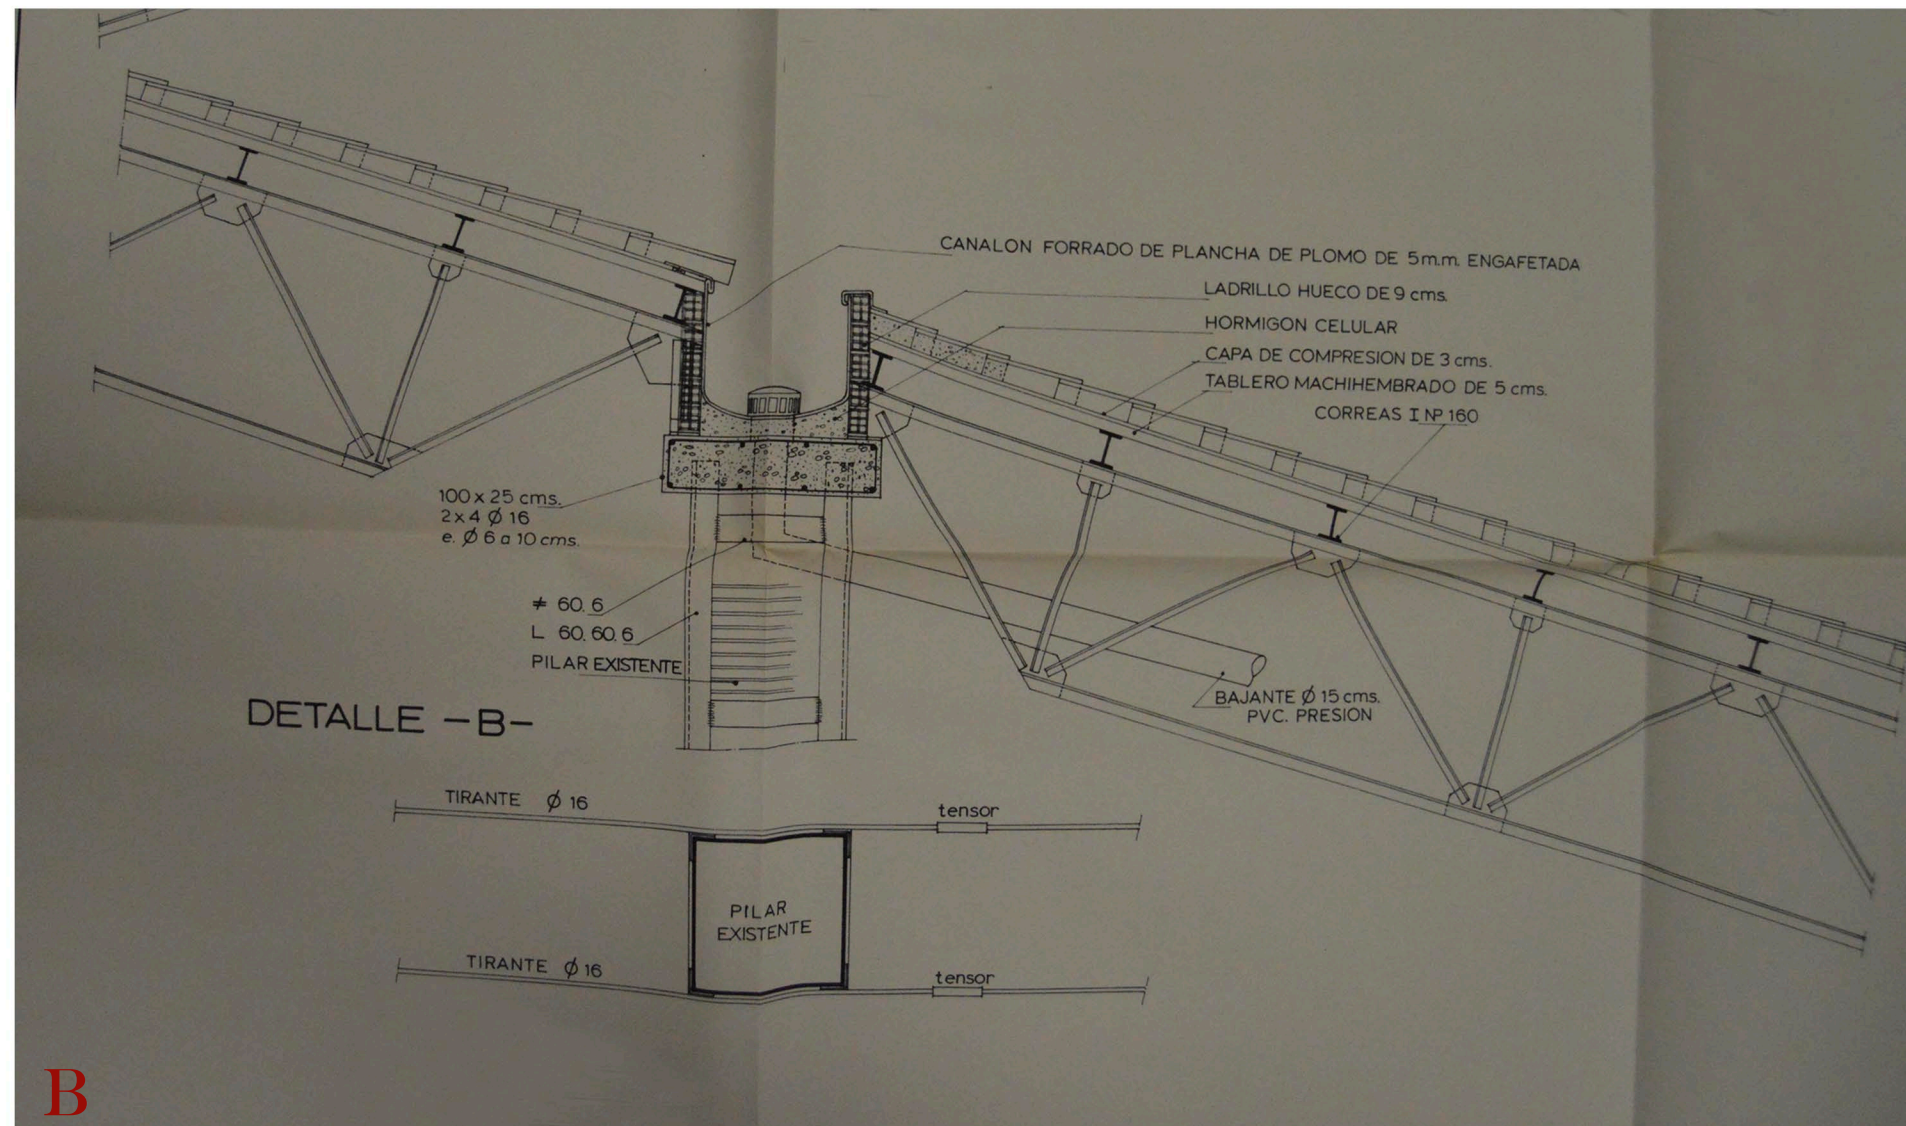 CANALON FORRADO DE PLANCHA DE PLOMO DE 5m.m. ENGAFETADA
LADRILLO HUECO DE 9 cms.
HORMIGON CELULAR
CAPA DE COMPRESION DE 3 cms.
TABLERO MACHIHEMBRADO DE 5 cms.
CORREAS I Nº 160
100 x 25 cms.
2 x 4 Ø 16
e. Ø 6 a 10 cms.
≠ 60.6
L 60.60.6
PILAR EXISTENTE
BAJANTE Ø 15 cms.
PVC. PRESION
DETALLE -B-
TIRANTE Ø 16
tensor
PILAR
EXISTENTE
TIRANTE Ø 16
tensor
B